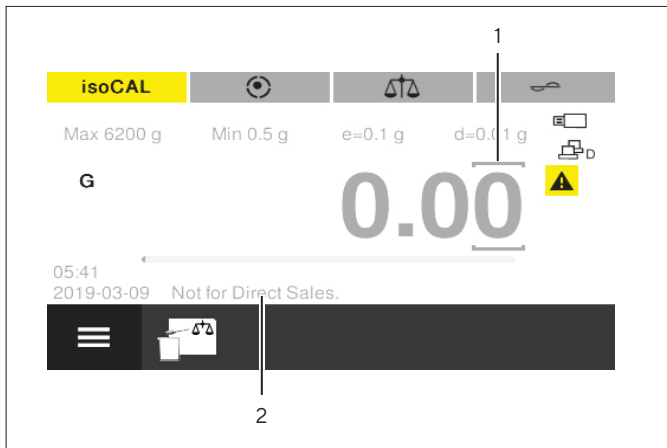 1
isoCAL
Max 6200 g Min 0.5 g e=0.1 g d=0.01 g
D
G 0.00
05:41
2019-03-09 Not for Direct Sales.
2